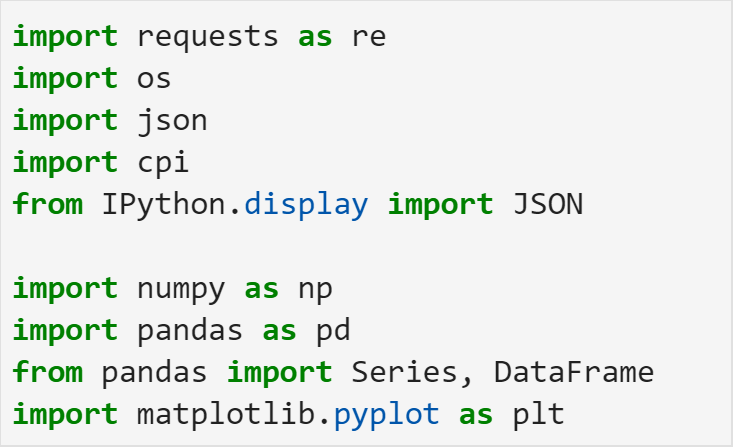 import requests as re
import os
import json
import cpi
from IPython.display import JSON
import numpy as np
import pandas as pd
from pandas import Series, DataFrame
import matplotlib.pyplot as plt